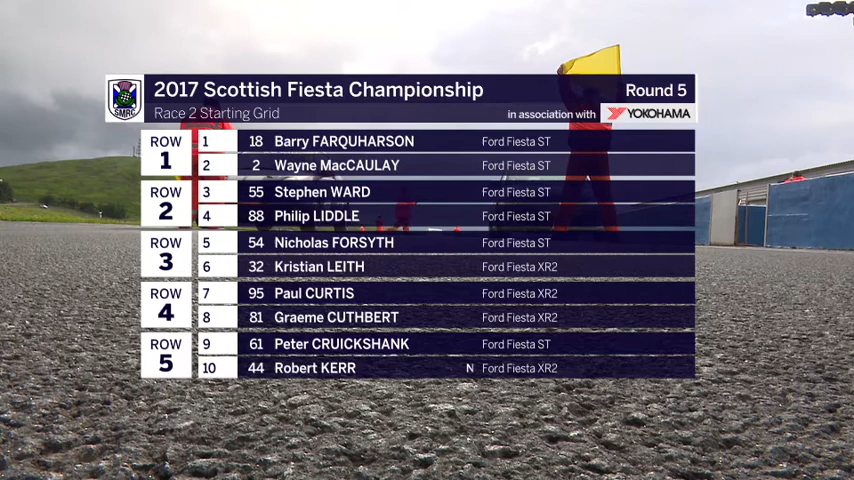 2017 Scottish Fiesta Championship Round 5
Race 2 Starting Grid in association with YOKOHAMA
SMRC
ROW 1
1 18 Barry FARQUHARSON Ford Fiesta ST
2 2 Wayne MacCAULAY Ford Fiesta ST
ROW 2
3 55 Stephen WARD Ford Fiesta ST
4 88 Philip LIDDLE Ford Fiesta ST
ROW 3
5 54 Nicholas FORSYTH Ford Fiesta ST
6 32 Kristian LEITH Ford Fiesta XR2
ROW 4
7 95 Paul CURTIS Ford Fiesta XR2
8 81 Graeme CUTHBERT Ford Fiesta XR2
ROW 5
9 61 Peter CRUICKSHANK Ford Fiesta ST
10 44 Robert KERR N Ford Fiesta XR2